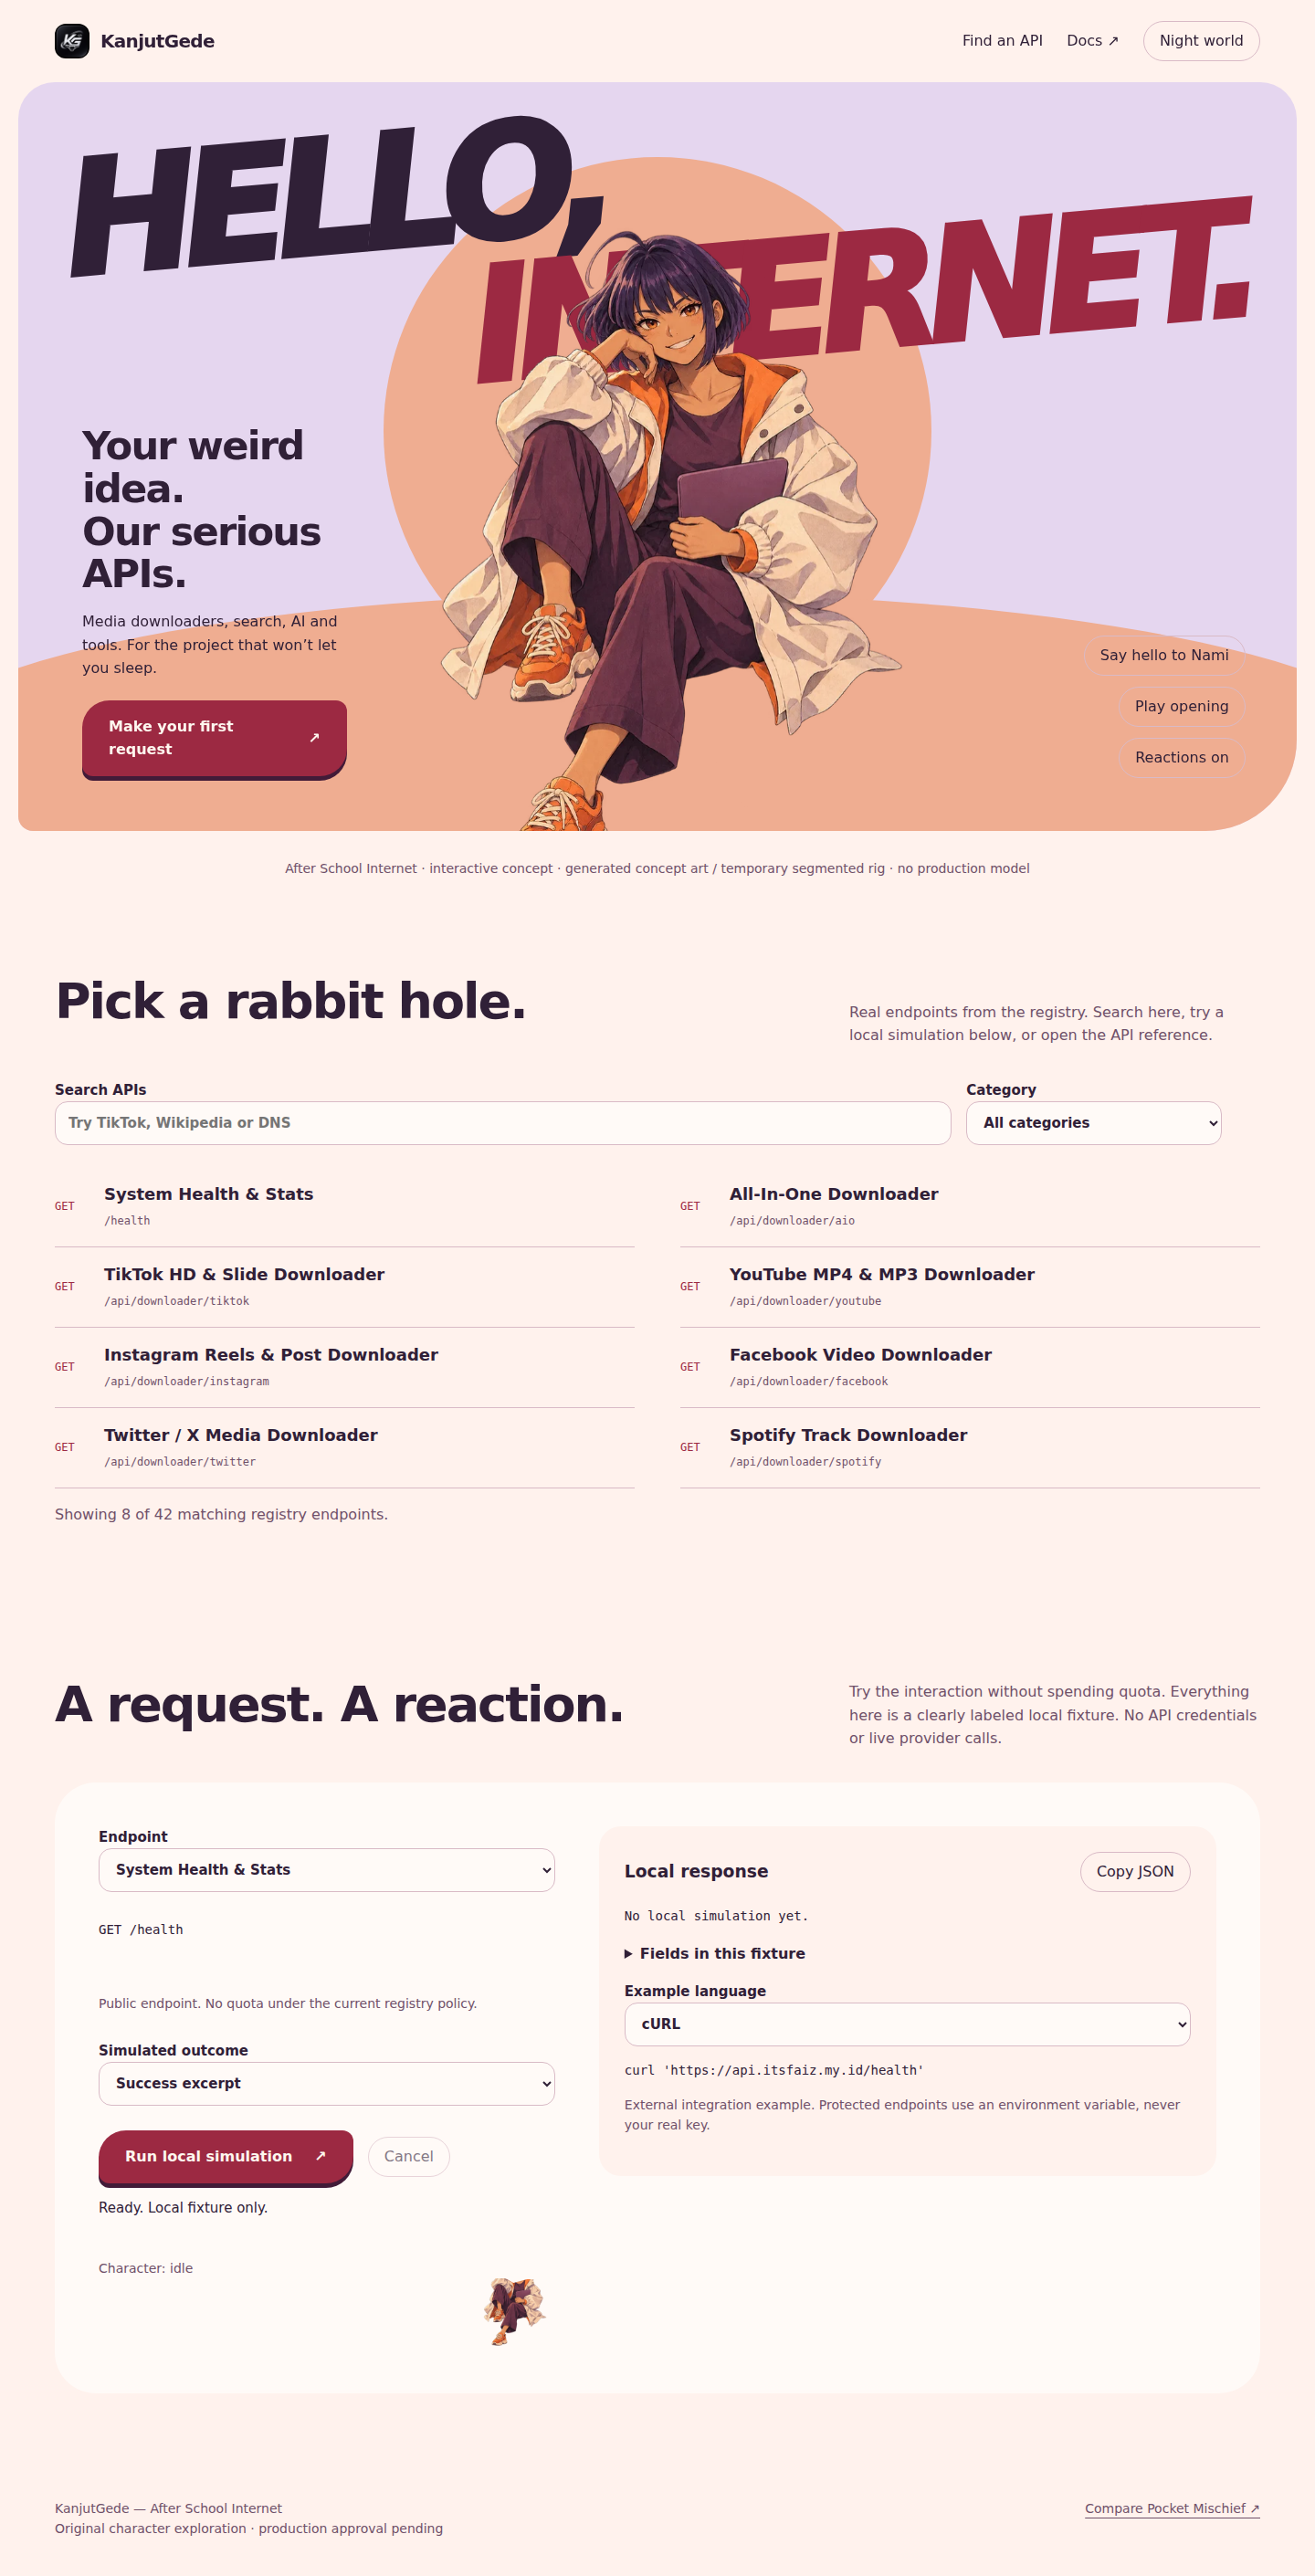 KG KanjutGede
Find an API
Docs ↗
Night world
HELLO,
INTERNET.
Your weird
idea.
Our serious
APIs.
Media downloaders, search, AI and
tools. For the project that won’t let
you sleep.
Make your first
request ↗
Say hello to Nami
Play opening
Reactions on
After School Internet · interactive concept · generated concept art / temporary segmented rig · no production model
Pick a rabbit hole.
Real endpoints from the registry. Search here, try a
local simulation below, or open the API reference.
Search APIs
Try TikTok, Wikipedia or DNS
Category
All categories
GET
System Health & Stats
/health
GET
All-In-One Downloader
/api/downloader/aio
GET
TikTok HD & Slide Downloader
/api/downloader/tiktok
GET
YouTube MP4 & MP3 Downloader
/api/downloader/youtube
GET
Instagram Reels & Post Downloader
/api/downloader/instagram
GET
Facebook Video Downloader
/api/downloader/facebook
GET
Twitter / X Media Downloader
/api/downloader/twitter
GET
Spotify Track Downloader
/api/downloader/spotify
Showing 8 of 42 matching registry endpoints.
A request. A reaction.
Try the interaction without spending quota. Everything
here is a clearly labeled local fixture. No API credentials
or live provider calls.
Endpoint
System Health & Stats
GET /health
Public endpoint. No quota under the current registry policy.
Simulated outcome
Success excerpt
Run local simulation ↗
Cancel
Ready. Local fixture only.
Character: idle
Local response
Copy JSON
No local simulation yet.
▶ Fields in this fixture
Example language
cURL
curl 'https://api.itsfaiz.my.id/health'
External integration example. Protected endpoints use an environment variable, never
your real key.
KanjutGede — After School Internet
Original character exploration · production approval pending
Compare Pocket Mischief ↗